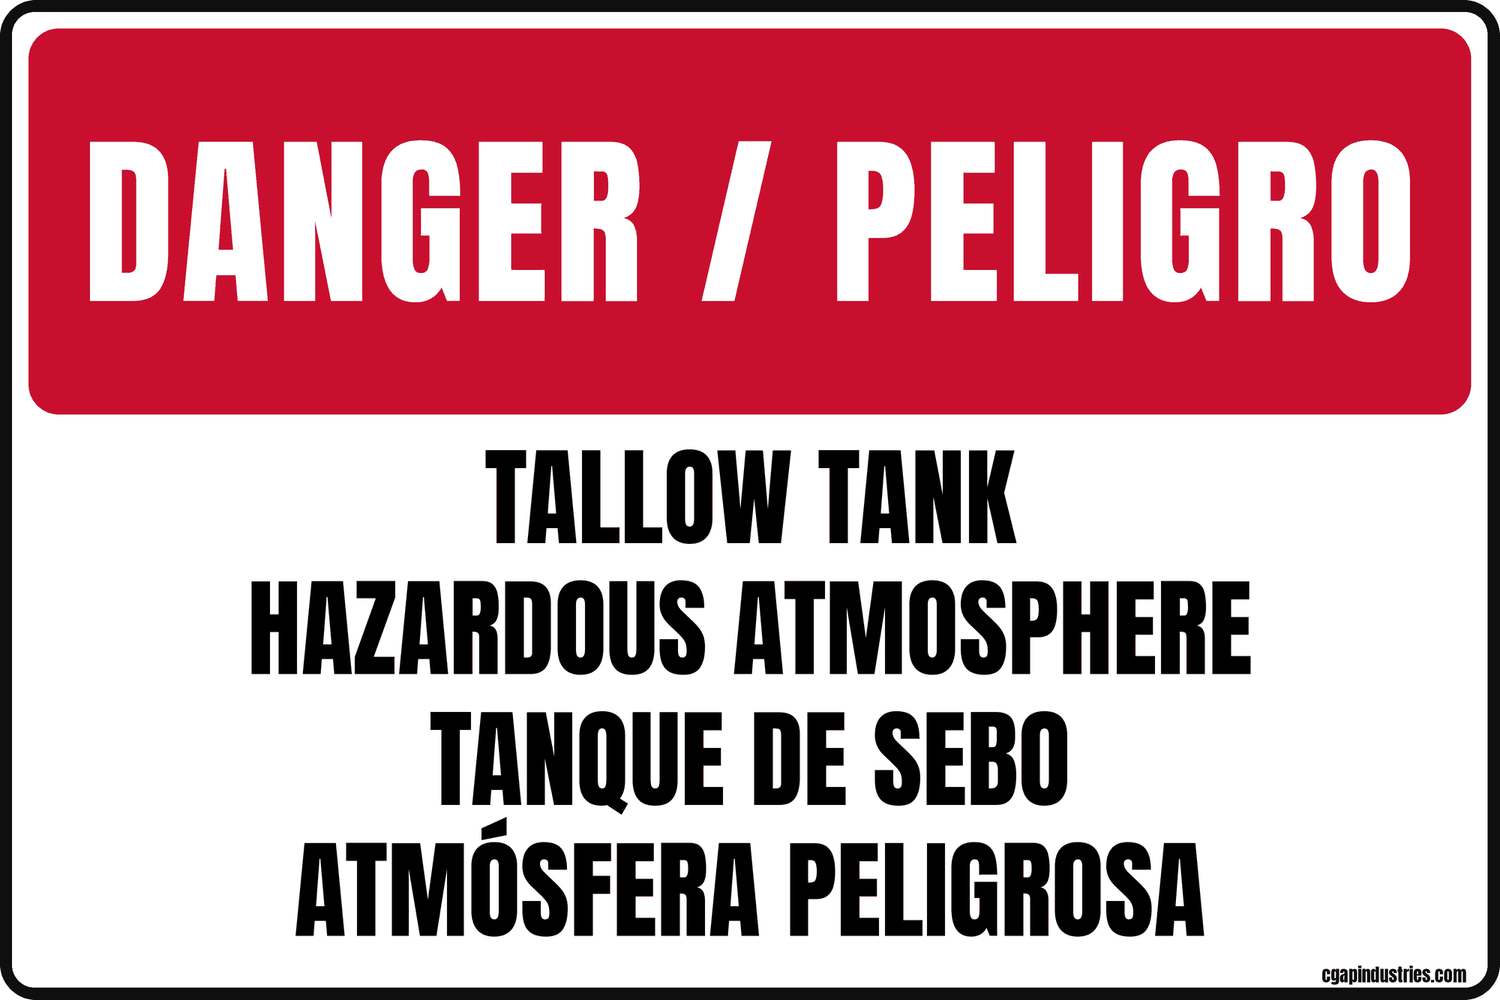 DANGER / PELIGRO
TALLOW TANK
HAZARDOUS ATMOSPHERE
TANQUE DE SEBO
ATMÓSFERA PELIGROSA
cgapindustries.com